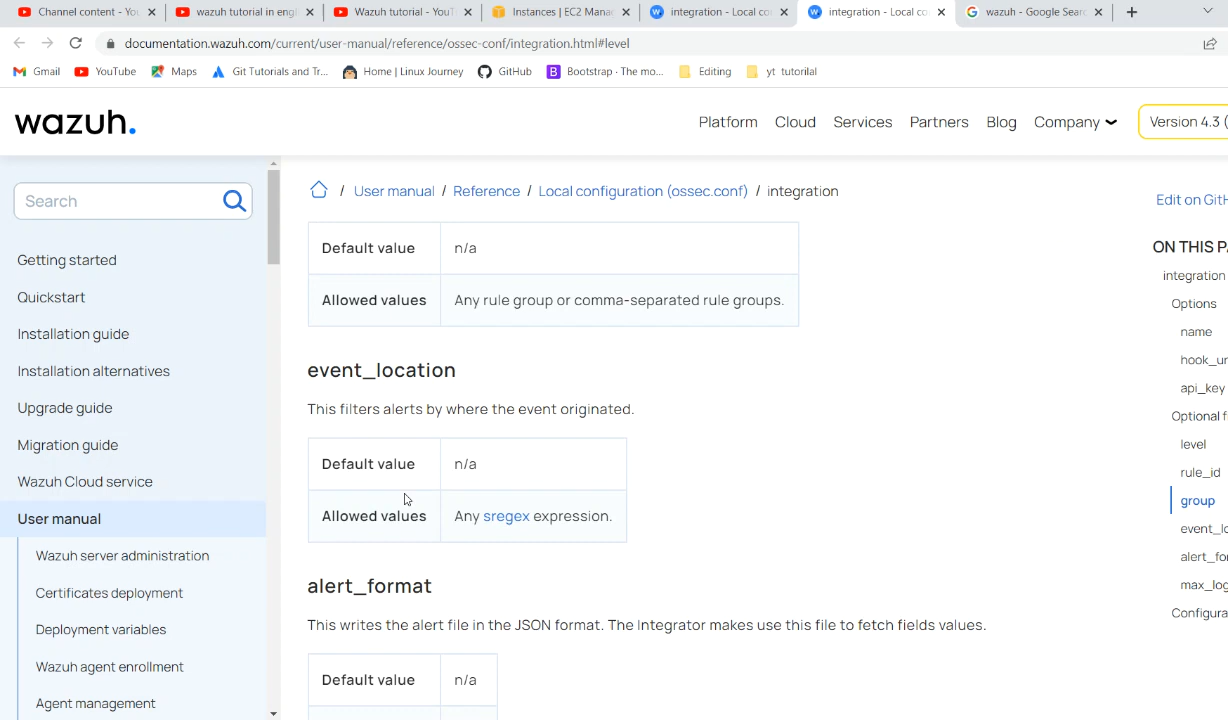 Channel content - You
wazuh tutorial in engl
Wazuh tutorial - YouT
Instances | EC2 Mana
integration - Local co
integration - Local co
wazuh - Google Searc
documentation.wazuh.com/current/user-manual/reference/ossec-conf/integration.html#level
Gmail
YouTube
Maps
Git Tutorials and Tr...
Home | Linux Journey
GitHub
Bootstrap · The mo...
Editing
yt tutorilal
wazuh.
Platform
Cloud
Services
Partners
Blog
Company
Version 4.3 (
Search
Getting started
Quickstart
Installation guide
Installation alternatives
Upgrade guide
Migration guide
Wazuh Cloud service
User manual
Wazuh server administration
Certificates deployment
Deployment variables
Wazuh agent enrollment
Agent management
/ User manual / Reference / Local configuration (ossec.conf) / integration
Default value n/a
Allowed values Any rule group or comma-separated rule groups.
event_location
This filters alerts by where the event originated.
Default value n/a
Allowed values Any sregex expression.
alert_format
This writes the alert file in the JSON format. The Integrator makes use this file to fetch fields values.
Default value n/a
Edit on GitH
ON THIS PA
integration
Options
name
hook_ur
api_key
Optional f
level
rule_id
group
event_lo
alert_for
max_log
Configura